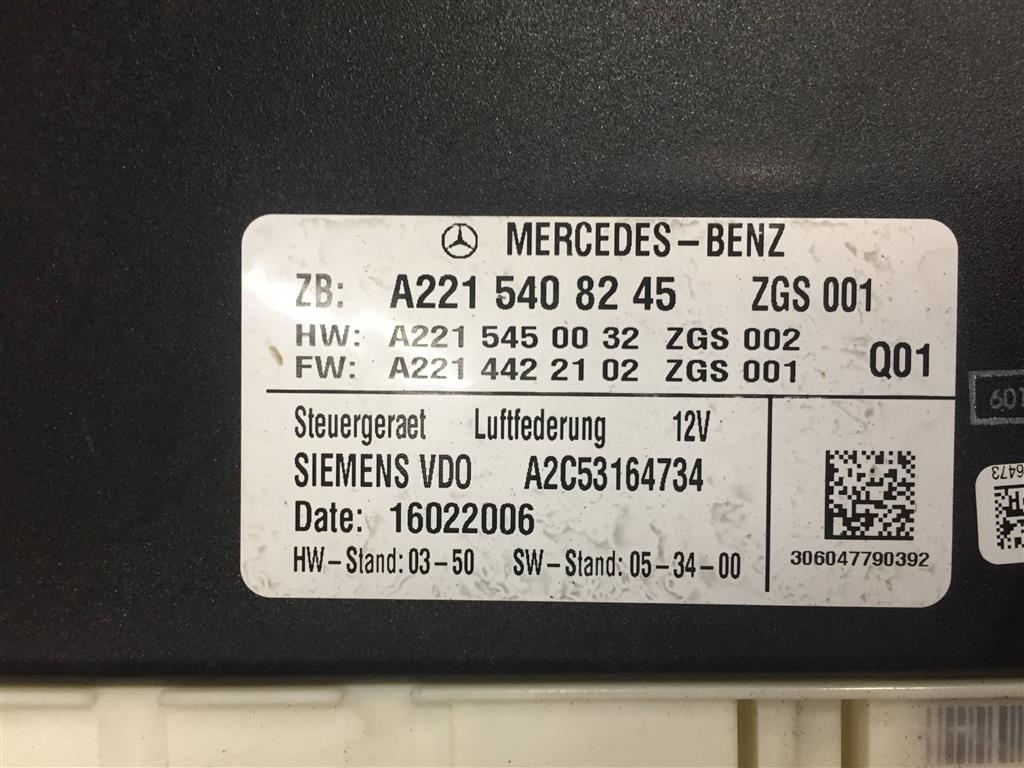 MERCEDES-BENZ
ZB: A221 540 82 45 ZGS 001
HW: A221 545 00 32 ZGS 002
FW: A221 442 21 02 ZGS 001 Q01
Steuergeraet Luftfederung 12V
SIEMENS VDO A2C53164734
Date: 16022006
HW-Stand: 03-50 SW-Stand: 05-34-00
306047790392